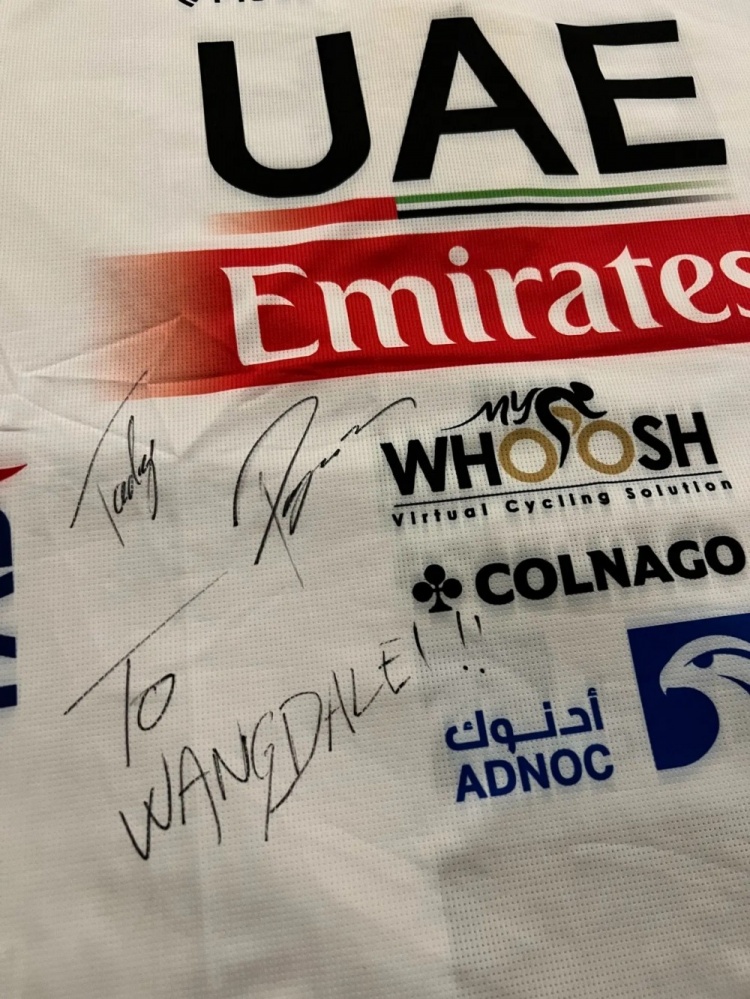 UAE
Emirates
MY
WHOOSH
Virtual Cycling Solution
COLNAGO
أدنوك
ADNOC
Tadej
To
WANGDALE!!!